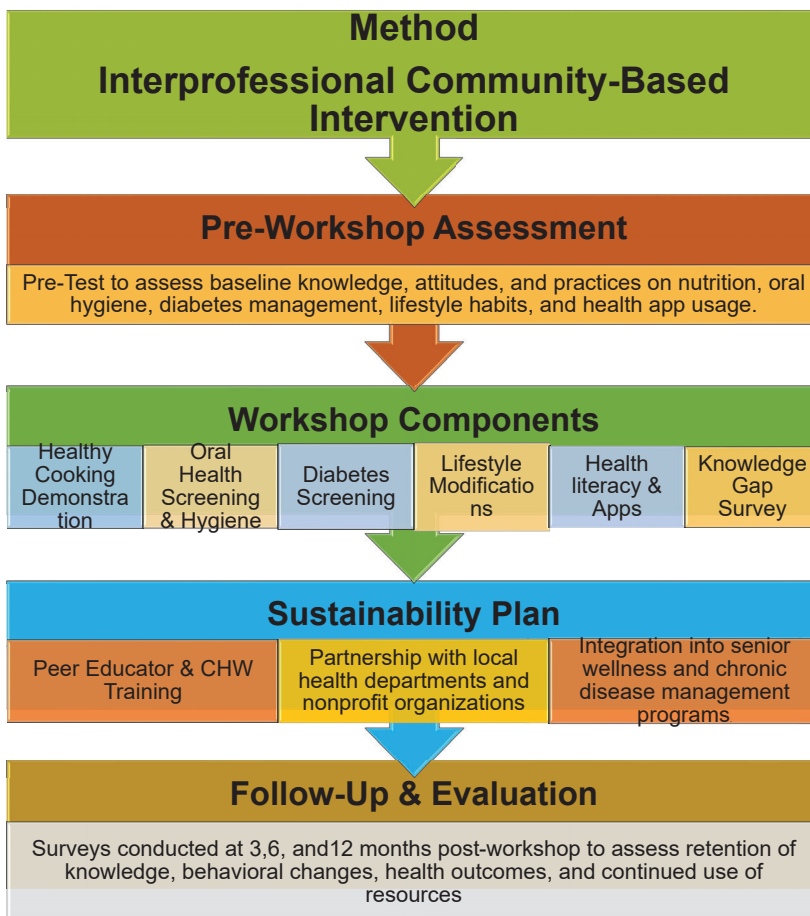 Method
Interprofessional Community-Based
Intervention
Pre-Workshop Assessment
Pre-Test to assess baseline knowledge, attitudes, and practices on nutrition, oral
hygiene, diabetes management, lifestyle habits, and health app usage.
Workshop Components
Healthy
Cooking
Demonstra
tion
Oral
Health
Screening
& Hygiene
Diabetes
Screening
Lifestyle
Modificatio
ns
Health
literacy &
Apps
Knowledge
Gap
Survey
Sustainability Plan
Peer Educator & CHW
Training
Partnership with local
health departments and
nonprofit organizations
Integration into senior
wellness and chronic
disease management
programs
Follow-Up & Evaluation
Surveys conducted at 3,6, and12 months post-workshop to assess retention of
knowledge, behavioral changes, health outcomes, and continued use of
resources